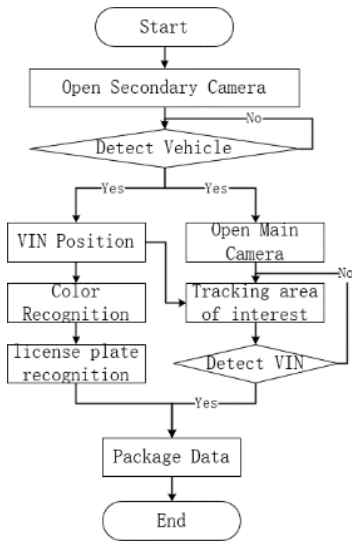 Start
Open Secondary Camera
No
Detect Vehicle
Yes
Yes
VIN Position
Open Main
Camera
No
Color
Recognition
Tracking area
of interest
license plate
recognition
Detect VIN
Yes
Package Data
End